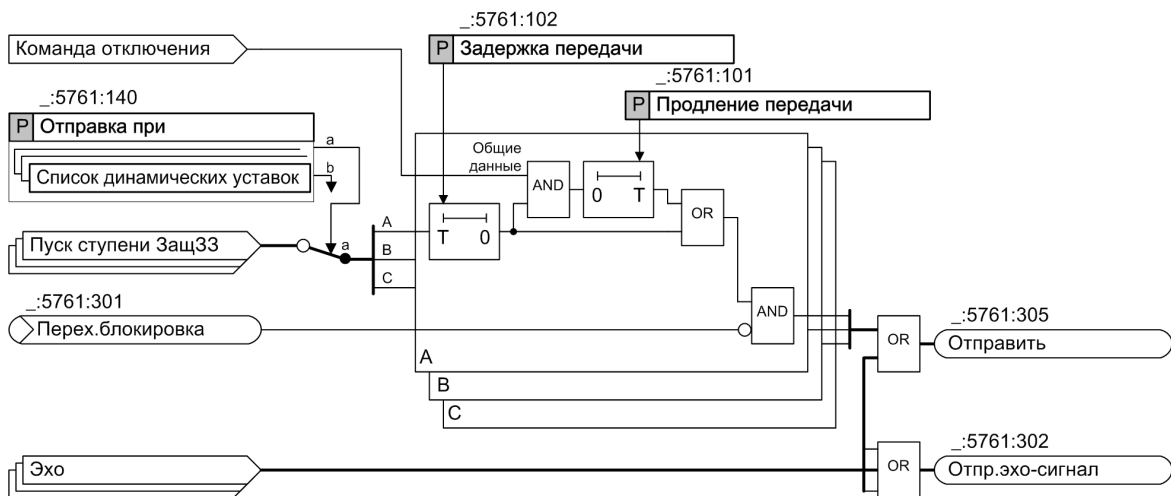 _:5761:102
Команда отключения
P Задержка передачи
_:5761:101
_:5761:140
P Продление передачи
P Отправка при
a
Общие
данные
Список динамических уставок
b
AND
0 T
OR
A
T 0
Пуск ступени ЗащЗЗ
a
B
C
_:5761:301
Перех.блокировка
AND
_:5761:305
OR
Отправить
A
B
C
_:5761:302
Эхо
OR
Отпр.эхо-сигнал